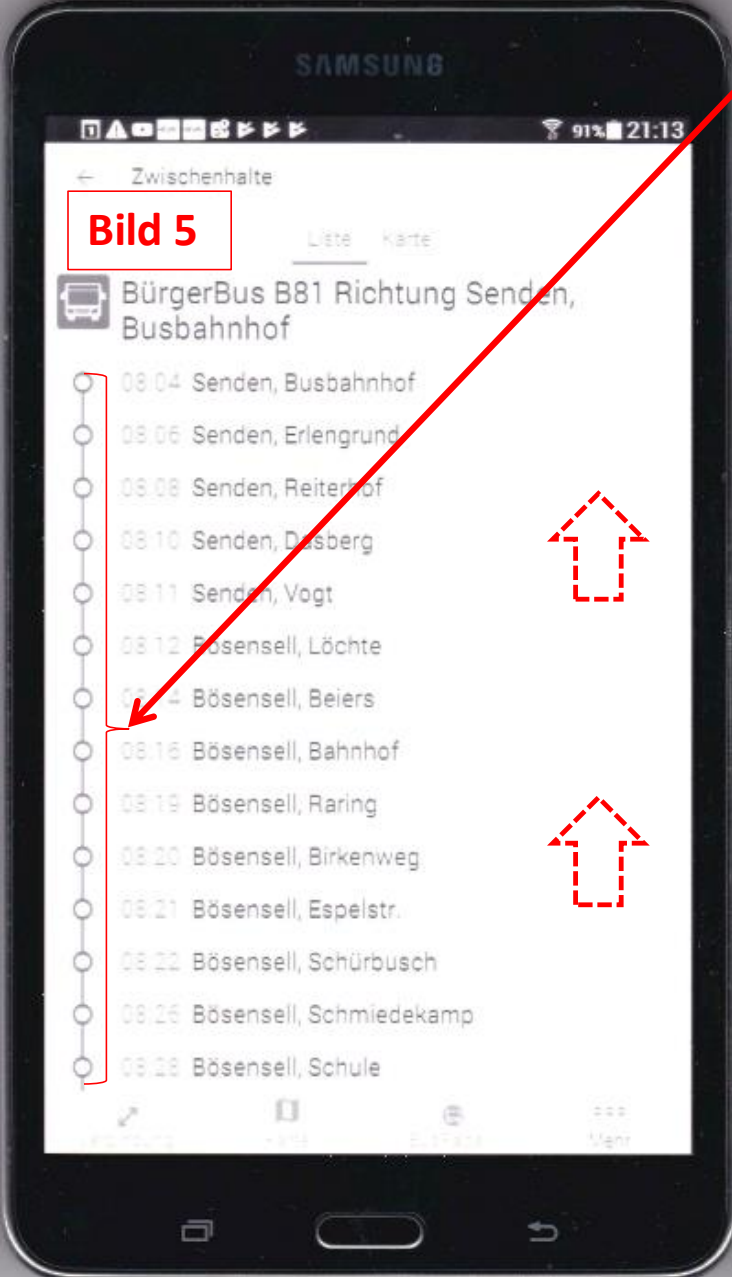 SAMSUNG
91% 21:13
← Zwischenhalte
Bild 5
Liste Karte
BürgerBus B81 Richtung Senden,
Busbahnhof
08:04 Senden, Busbahnhof
08:06 Senden, Erlengrund
08:08 Senden, Reiterhof
08:10 Senden, Dasberg
08:11 Senden, Vogt
08:12 Bösensell, Löchte
Bösensell, Beiers
08:16 Bösensell, Bahnhof
08:19 Bösensell, Raring
08:20 Bösensell, Birkenweg
08:21 Bösensell, Espelstr.
08:22 Bösensell, Schürbusch
08:26 Bösensell, Schmiedekamp
08:28 Bösensell, Schule
Mehr